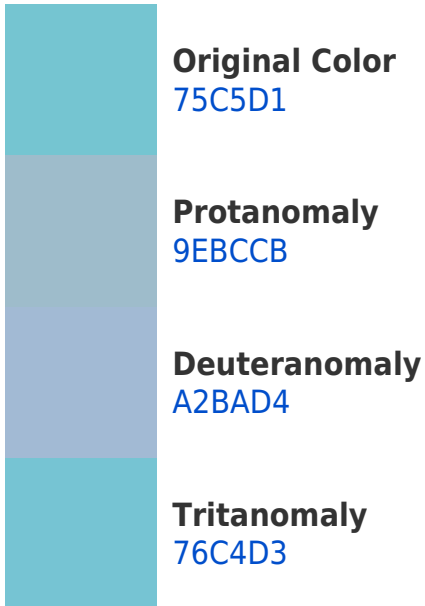 Original Color
75C5D1
Protanomaly
9EBCCB
Deuteranomaly
A2BAD4
Tritanomaly
76C4D3